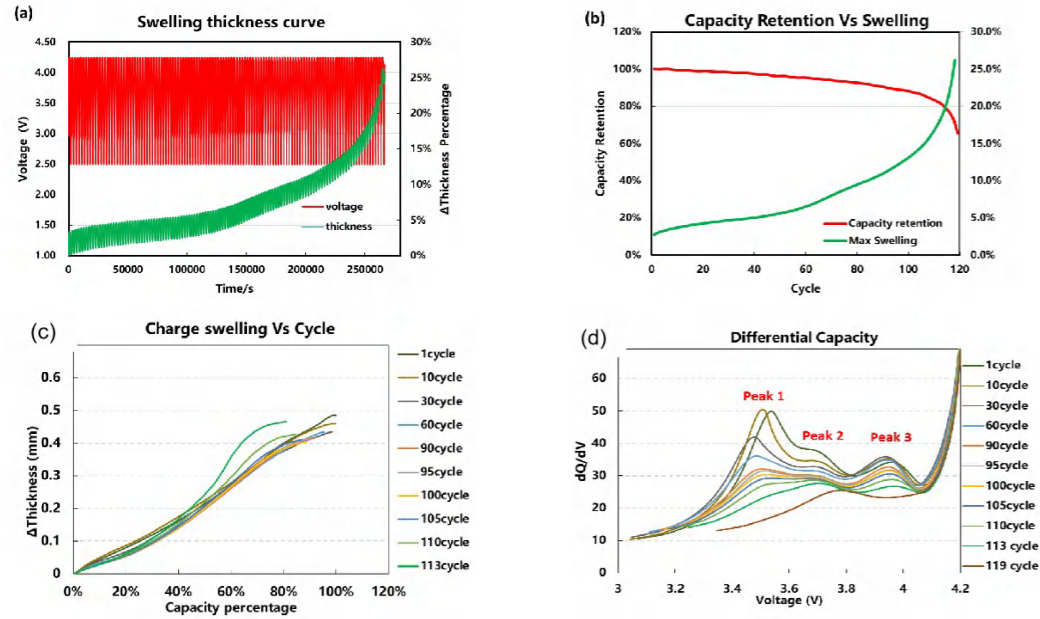 (a)
Swelling thickness curve
4.50
4.00
3.50
3.00
2.50
2.00
1.50
1.00
Voltage (V)
30%
25%
20%
15%
10%
5%
0%
ΔThickness Percentage
voltage
thickness
0
50000
100000
150000
200000
250000
Time/s
(b)
Capacity Retention Vs Swelling
120%
100%
80%
60%
40%
20%
0%
Capacity Retention
30.0%
25.0%
20.0%
15.0%
10.0%
5.0%
0.0%
Capacity retention
Max Swelling
0
20
40
60
80
100
120
Cycle
(c)
Charge swelling Vs Cycle
0.6
0.5
0.4
0.3
0.2
0.1
0
ΔThickness (mm)
0%
20%
40%
60%
80%
100%
120%
Capacity percentage
1cycle
10cycle
30cycle
60cycle
90cycle
95cycle
100cycle
105cycle
110cycle
113cycle
(d)
Differential Capacity
60
50
40
30
20
10
0
dQ/dV
Peak 1
Peak 2
Peak 3
3
3.2
3.4
3.6
3.8
4
4.2
Voltage (V)
1cycle
10cycle
30cycle
60cycle
90cycle
95cycle
100cycle
105cycle
110cycle
113 cycle
119 cycle